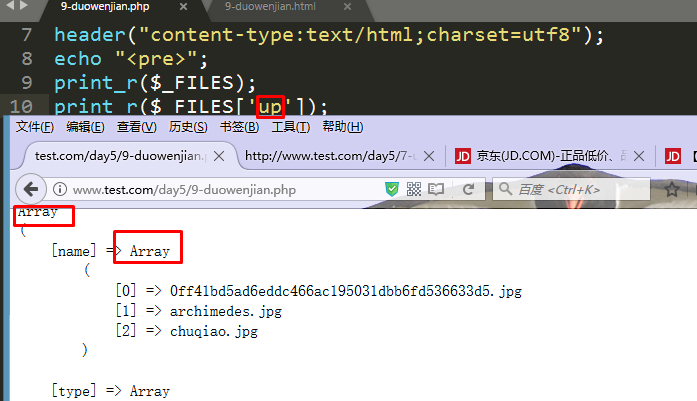 9-duowenjian.php 9-duowenjian.html
7 header("content-type:text/html;charset=utf8");
8 echo "<pre>";
9 print_r($_FILES);
10 print_r($_FILES['up']);
文件(F) 编辑(E) 查看(V) 历史(S) 书签(B) 工具(T) 帮助(H)
test.com/day5/9-duowenjian.p http://www.test.com/day5/7-u JD 京东(JD.COM)-正品低价、品 JD
www.test.com/day5/9-duowenjian.php 百度 <Ctrl+K>
Array
(
[name] => Array
(
[0] => 0ff41bd5ad6eddc466ac195031dbb6fd536633d5.jpg
[1] => archimedes.jpg
[2] => chuqiao.jpg
)
[type] => Array